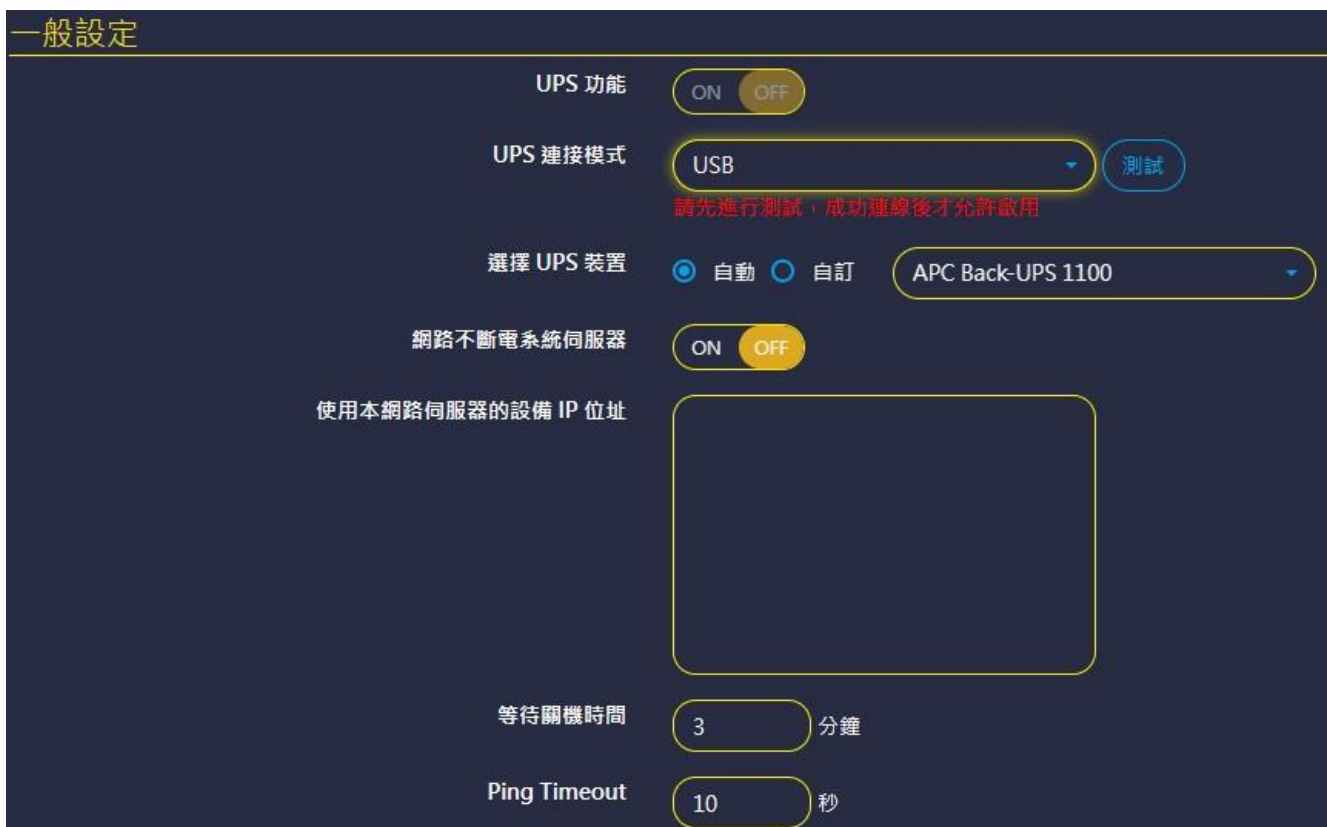 一般設定
UPS 功能 ON OFF
UPS 連接模式 USB 測試
請先進行測試，成功連線後才允許啟用
選擇 UPS 裝置 自動 自訂 APC Back-UPS 1100
網路不斷電系統伺服器 ON OFF
使用本網路伺服器的設備 IP 位址
等待關機時間 3 分鐘
Ping Timeout 10 秒